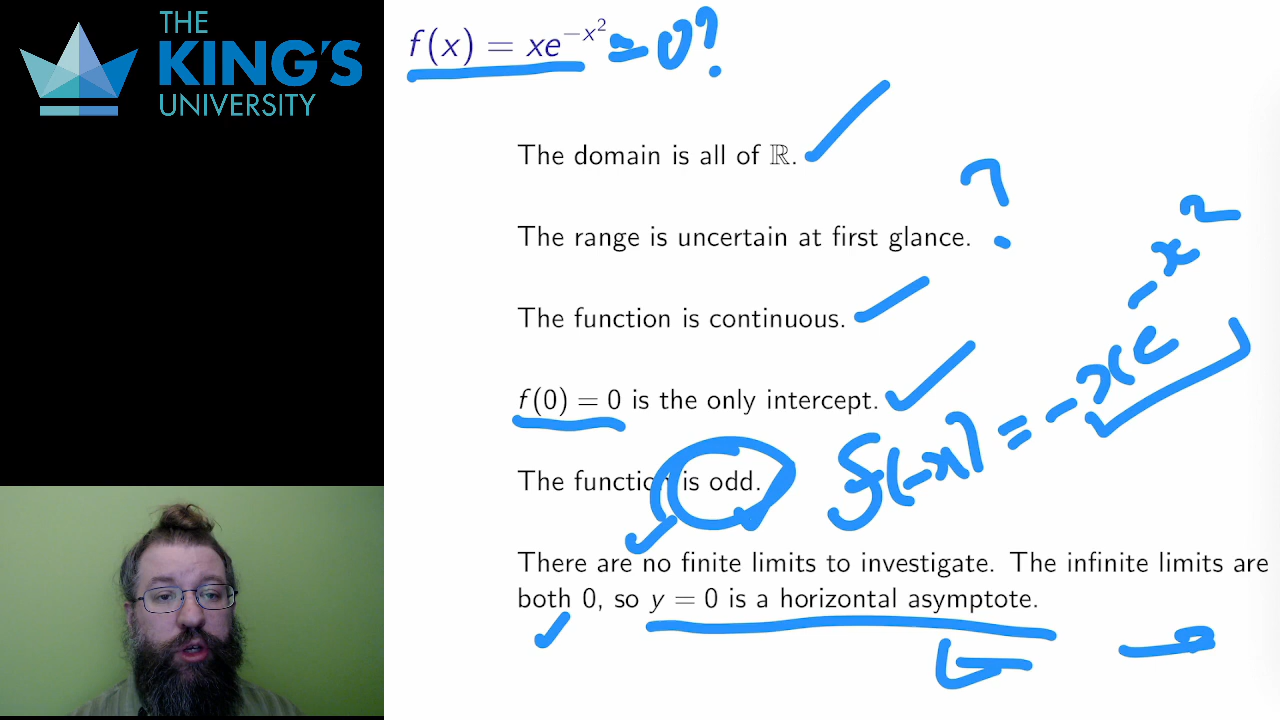 THE
KING'S
UNIVERSITY
f(x) = xe^{-x^2} = 0?
The domain is all of ℝ.
The range is uncertain at first glance. ?
The function is continuous.
f(0) = 0 is the only intercept.
The function is odd.
f(-x) = -xe^{-x^2}
There are no finite limits to investigate. The infinite limits are
both 0, so y = 0 is a horizontal asymptote.